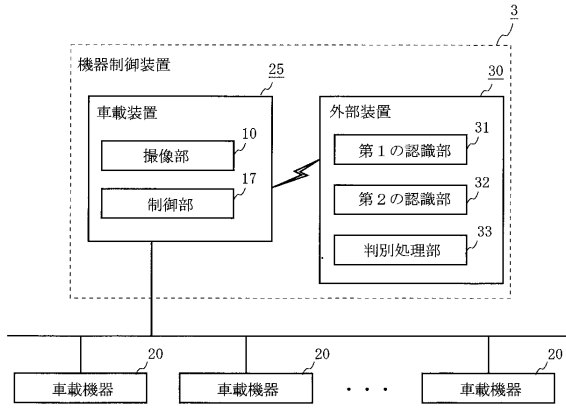 3
機器制御装置
25
車載装置
10
撮像部
17
制御部
30
外部装置
31
第１の認識部
32
第２の認識部
33
判別処理部
20
車載機器
20
車載機器
・・・
20
車載機器